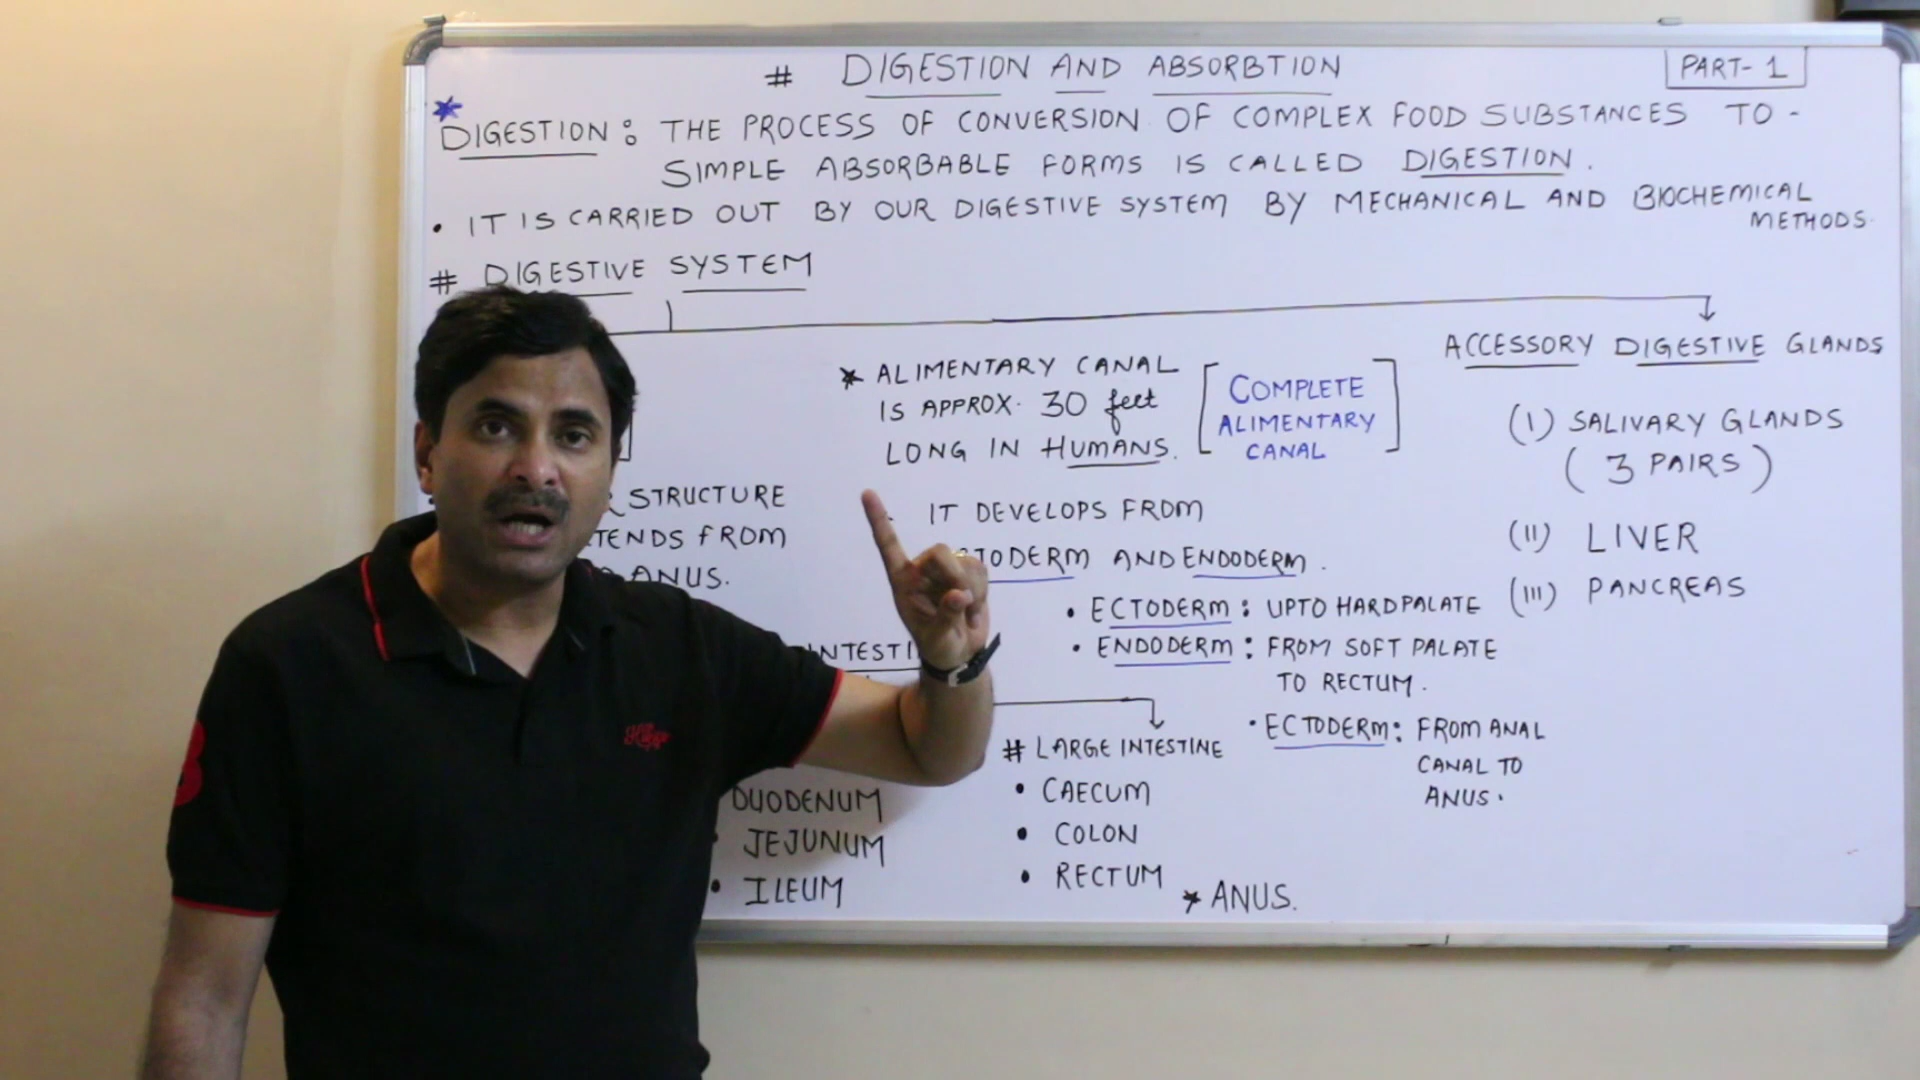 # DIGESTION AND ABSORBTION
PART-1
DIGESTION: THE PROCESS OF CONVERSION OF COMPLEX FOOD SUBSTANCES TO -
SIMPLE ABSORBABLE FORMS IS CALLED DIGESTION.
• IT IS CARRIED OUT BY OUR DIGESTIVE SYSTEM BY MECHANICAL AND BIOCHEMICAL
METHODS.
# DIGESTIVE SYSTEM
STRUCTURE
FROM
ANUS.
* ALIMENTARY CANAL
IS APPROX. 30 feet
LONG IN HUMANS.
COMPLETE
ALIMENTARY
CANAL
IT DEVELOPS FROM
AND ENDODERM.
• ECTODERM: UPTO HARD PALATE
• ENDODERM: FROM SOFT PALATE
TO RECTUM.
• ECTODERM: FROM ANAL
CANAL TO
ANUS.
ACCESSORY DIGESTIVE GLANDS
(I) SALIVARY GLANDS
(3 PAIRS)
(II) LIVER
(III) PANCREAS
DUODENUM
• JEJUNUM
• ILEUM
# LARGE INTESTINE
• CAECUM
• COLON
• RECTUM
* ANUS.